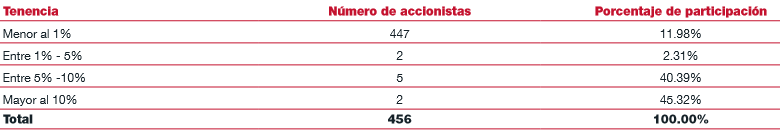 Tenencia Número de accionistas Porcentaje de participación
Menor al 1% 447 11.98%
Entre 1% - 5% 2 2.31%
Entre 5% -10% 5 40.39%
Mayor al 10% 2 45.32%
Total 456 100.00%